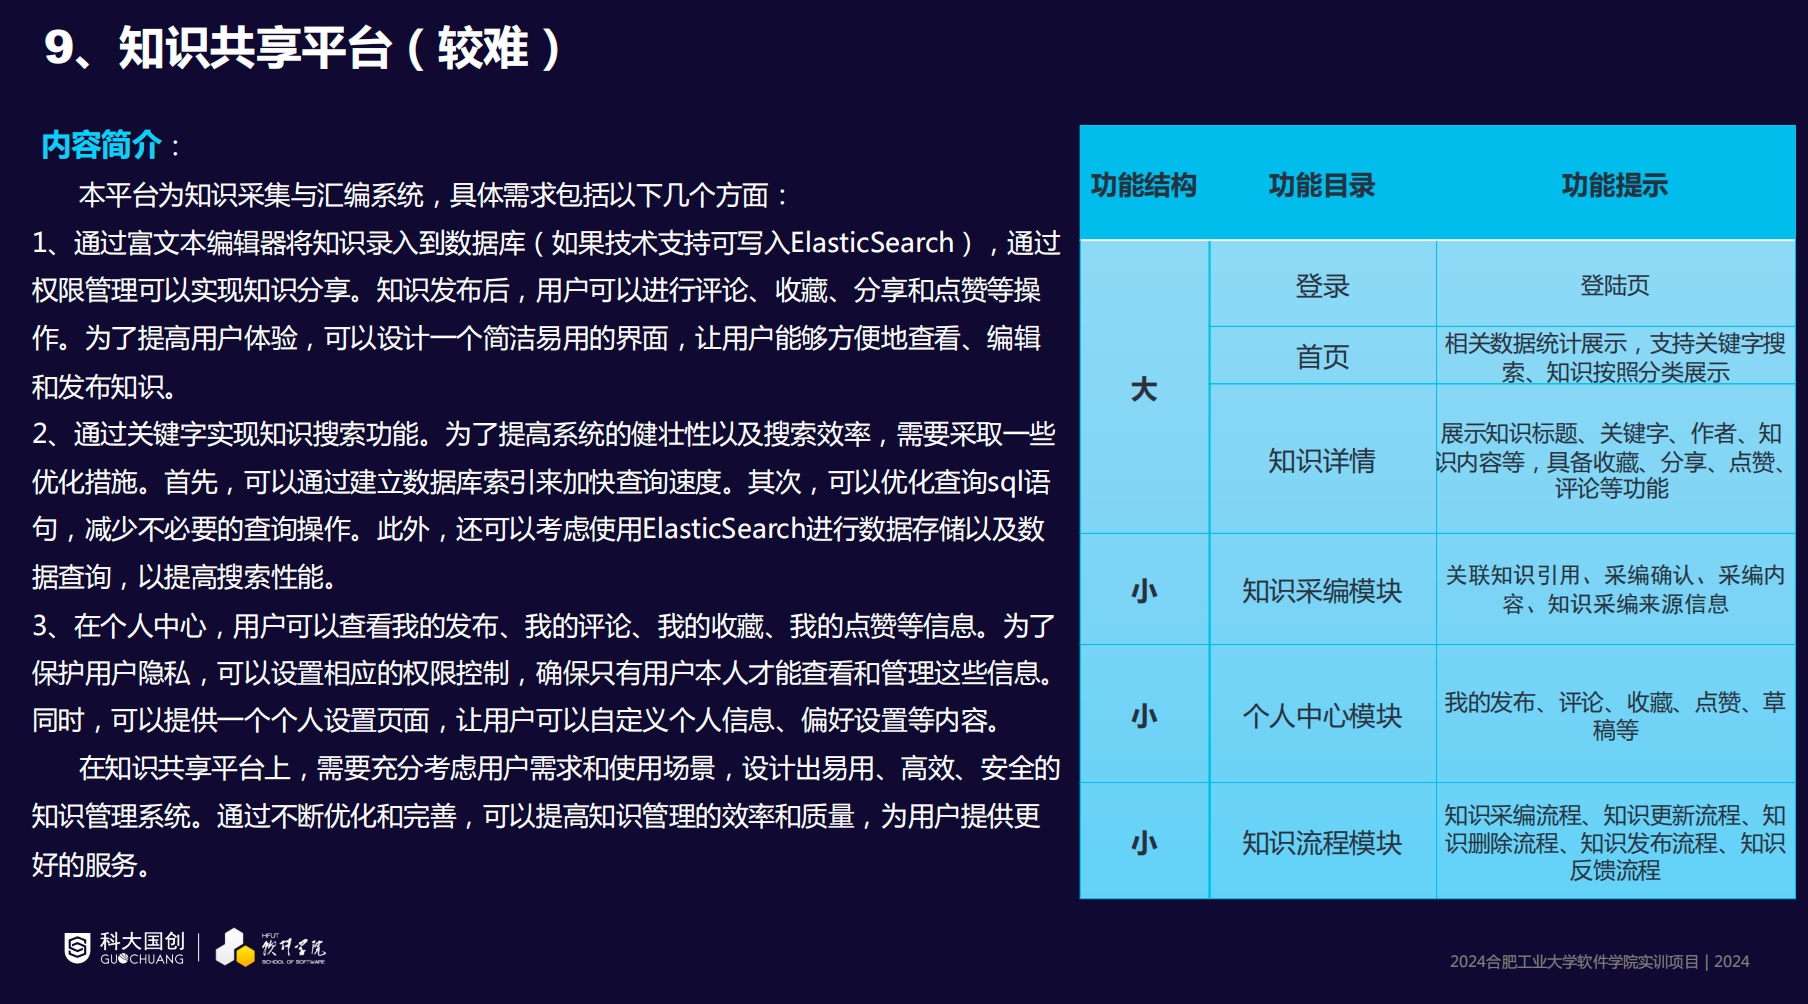 9、知识共享平台（较难）
内容简介：
本平台为知识采集与汇编系统，具体需求包括以下几个方面：
1、通过富文本编辑器将知识录入到数据库（如果技术支持可写入ElasticSearch），通过
权限管理可以实现知识分享。知识发布后，用户可以进行评论、收藏、分享和点赞等操
作。为了提高用户体验，可以设计一个简洁易用的界面，让用户能够方便地查看、编辑
和发布知识。
2、通过关键字实现知识搜索功能。为了提高系统的健壮性以及搜索效率，需要采取一些
优化措施。首先，可以通过建立数据库索引来加快查询速度。其次，可以优化查询sql语
句，减少不必要的查询操作。此外，还可以考虑使用ElasticSearch进行数据存储以及数
据查询，以提高搜索性能。
3、在个人中心，用户可以查看我的发布、我的评论、我的收藏、我的点赞等信息。为了
保护用户隐私，可以设置相应的权限控制，确保只有用户本人才能查看和管理这些信息。
同时，可以提供一个个人设置页面，让用户可以自定义个人信息、偏好设置等内容。
在知识共享平台上，需要充分考虑用户需求和使用场景，设计出易用、高效、安全的
知识管理系统。通过不断优化和完善，可以提高知识管理的效率和质量，为用户提供更
好的服务。
功能结构 功能目录 功能提示
大
登录
登陆页
首页
相关数据统计展示，支持关键字搜
索、知识按照分类展示
知识详情
展示知识标题、关键字、作者、知
识内容等，具备收藏、分享、点赞、
评论等功能
小
知识采编模块
关联知识引用、采编确认、采编内
容、知识采编来源信息
小
个人中心模块
我的发布、评论、收藏、点赞、草
稿等
小
知识流程模块
知识采编流程、知识更新流程、知
识删除流程、知识发布流程、知识
反馈流程
科大国创
GUOCHUANG
HFUT
软件学院
SCHOOL OF SOFTWARE
2024合肥工业大学软件学院实训项目 | 2024